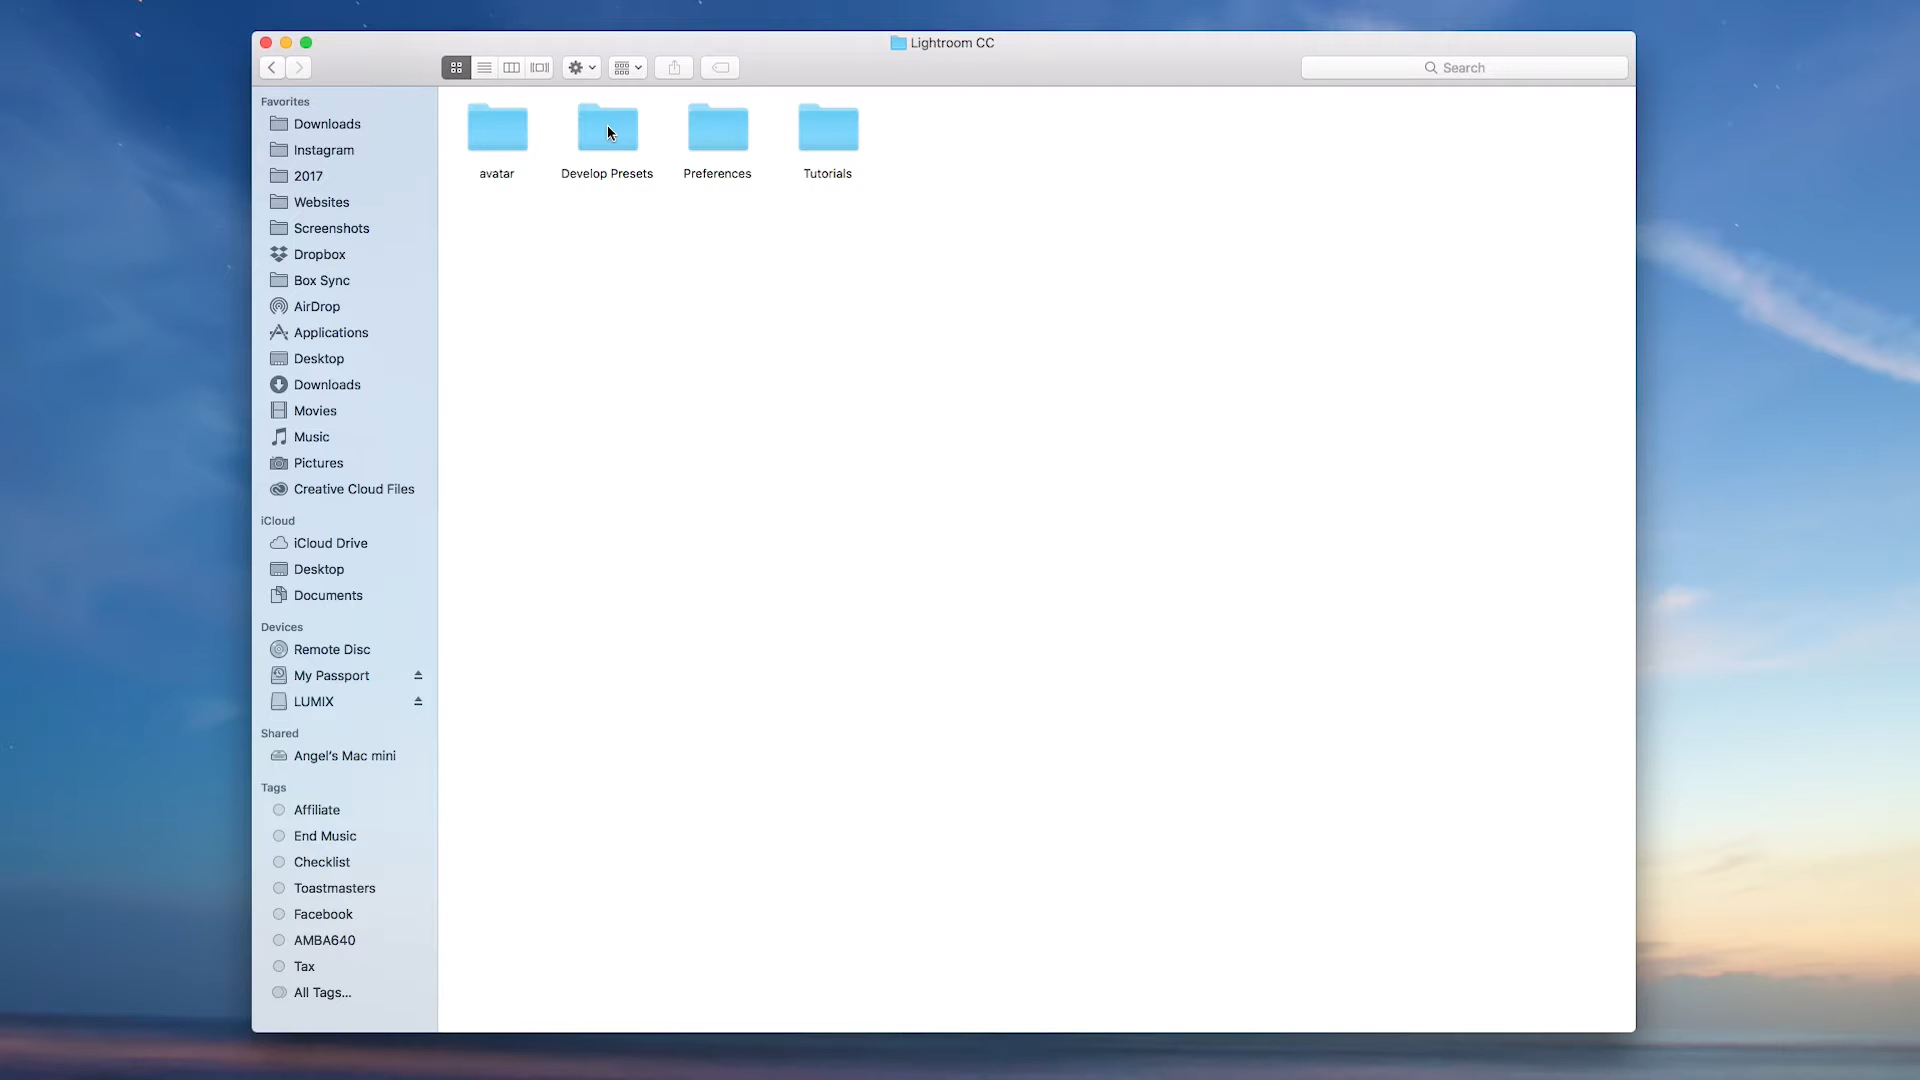 Lightroom CC
Search
Favorites
Downloads
Instagram
2017
Websites
Screenshots
Dropbox
Box Sync
AirDrop
Applications
Desktop
Downloads
Movies
Music
Pictures
Creative Cloud Files
iCloud
iCloud Drive
Desktop
Documents
Devices
Remote Disc
My Passport
LUMIX
Shared
Angel's Mac mini
Tags
Affiliate
End Music
Checklist
Toastmasters
Facebook
AMBA640
Tax
All Tags...
avatar
Develop Presets
Preferences
Tutorials